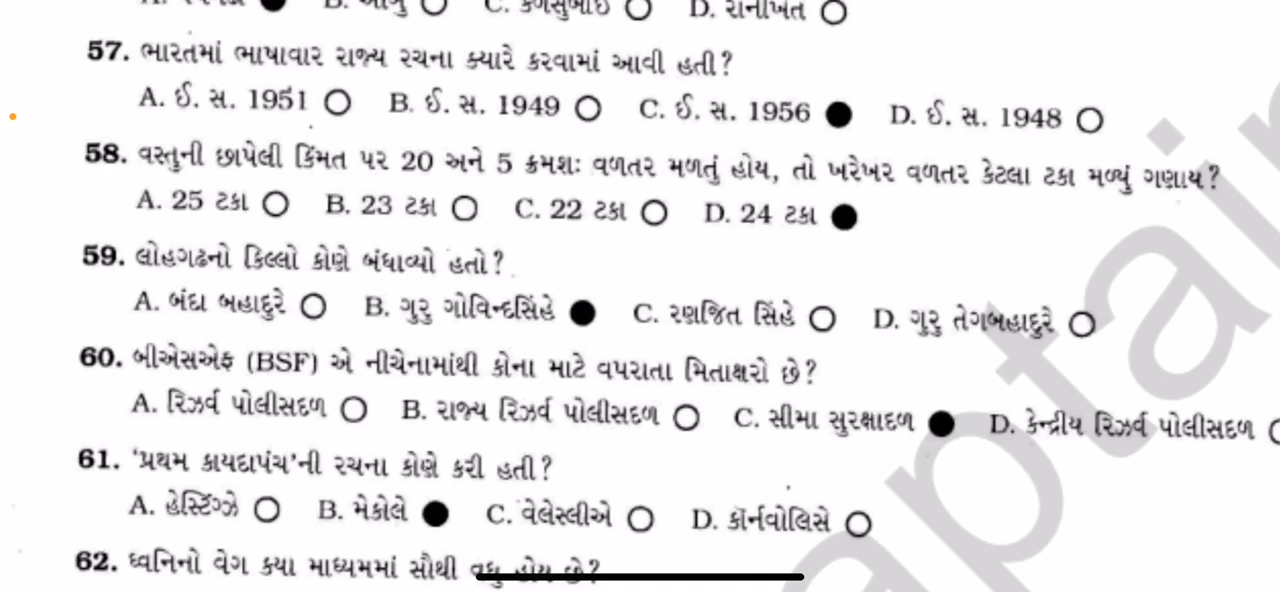 D. રાનીખેત
57. ભારતમાં ભાષાવાર રાજ્ય રચના ક્યારે કરવામાં આવી હતી?
A. ઈ. સ. 1951 B. ઈ. સ. 1949 C. ઈ. સ. 1956 D. ઈ. સ. 1948
58. વસ્તુની છાપેલી કિંમત પર 20 અને 5 ક્રમશઃ વળતર મળતું હોય, તો ખરેખર વળતર કેટલા ટકા મળ્યું ગણાય?
A. 25 ટકા B. 23 ટકા C. 22 ટકા D. 24 ટકા
59. લોહગઢનો કિલ્લો કોણે બંધાવ્યો હતો?
A. બંદા બહાદુરે B. ગુરુ ગોવિન્દસિંહે C. રણજિત સિંહે D. ગુરુ તેગબહાદુરે
60. બીએસએફ (BSF) એ નીચેનામાંથી કોના માટે વપરાતા મિતાક્ષરો છે?
A. રિઝર્વ પોલીસદળ B. રાજ્ય રિઝર્વ પોલીસદળ C. સીમા સુરક્ષાદળ D. કેન્દ્રીય રિઝર્વ પોલીસદળ
61. 'પ્રથમ કાયદાપંચ'ની રચના કોણે કરી હતી?
A. હેસ્ટિંગ્ઝે B. મેકોલે C. વેલેસ્લીએ D. કૉર્નવોલિસે
62. ધ્વનિનો વેગ કયા માધ્યમમાં સૌથી વધુ હોય છે?